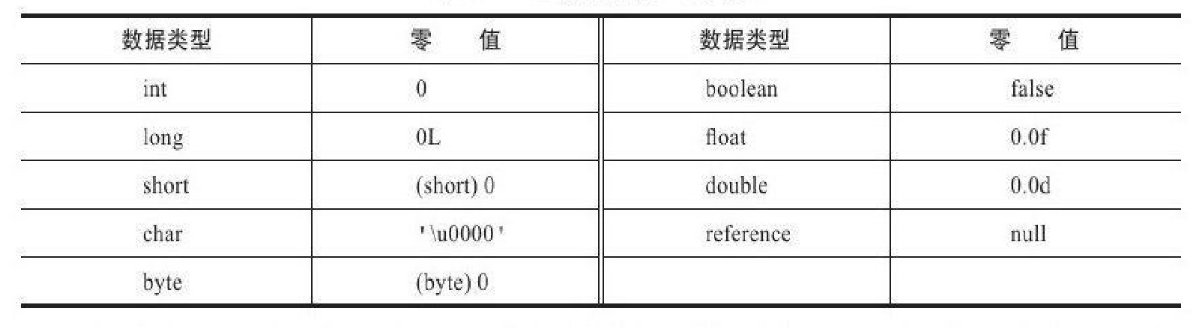 数据类型 零 值 数据类型 零 值
int 0 boolean false
long 0L float 0.0f
short (short) 0 double 0.0d
char '\u0000' reference null
byte (byte) 0